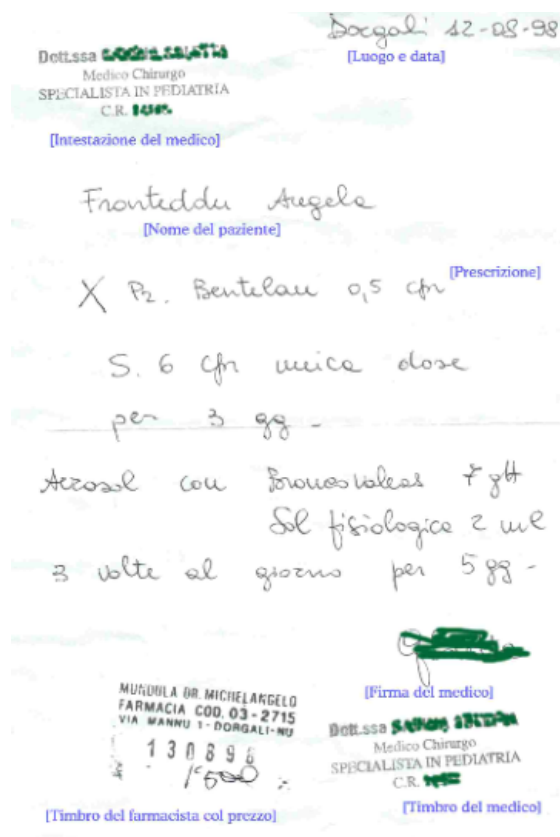 Dorgali 12-08-98
[Luogo e data]
Dott.ssa
Medico Chirurgo
SPECIALISTA IN PEDIATRIA
C.R.
[Intestazione del medico]
Fronteddu Angela
[Nome del paziente]
[Prescrizione]
X P2. Bentelan 0,5 cpr
S. 6 cpr unica dose
per 3 gg -
Aerosol con Broncovaleas 7 gtt
Sol fisiologica 2 ml
3 volte al giorno per 5 gg -
[Firma del medico]
MUNDULA DR. MICHELANGELO
FARMACIA COD. 03-2715
VIA MANNU 1 - DORGALI-NU
130898
[Timbro del farmacista col prezzo]
Dott.ssa
Medico Chirurgo
SPECIALISTA IN PEDIATRIA
C.R.
[Timbro del medico]